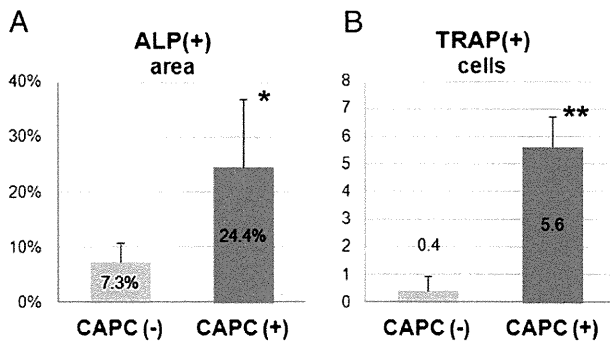 A
ALP(+)
area
40%
30%
20%
10%
0%
*
7.3%
24.4%
CAPC (-)
CAPC (+)
B
TRAP(+)
cells
8
7
6
5
4
3
2
1
0
**
0.4
5.6
CAPC (-)
CAPC (+)